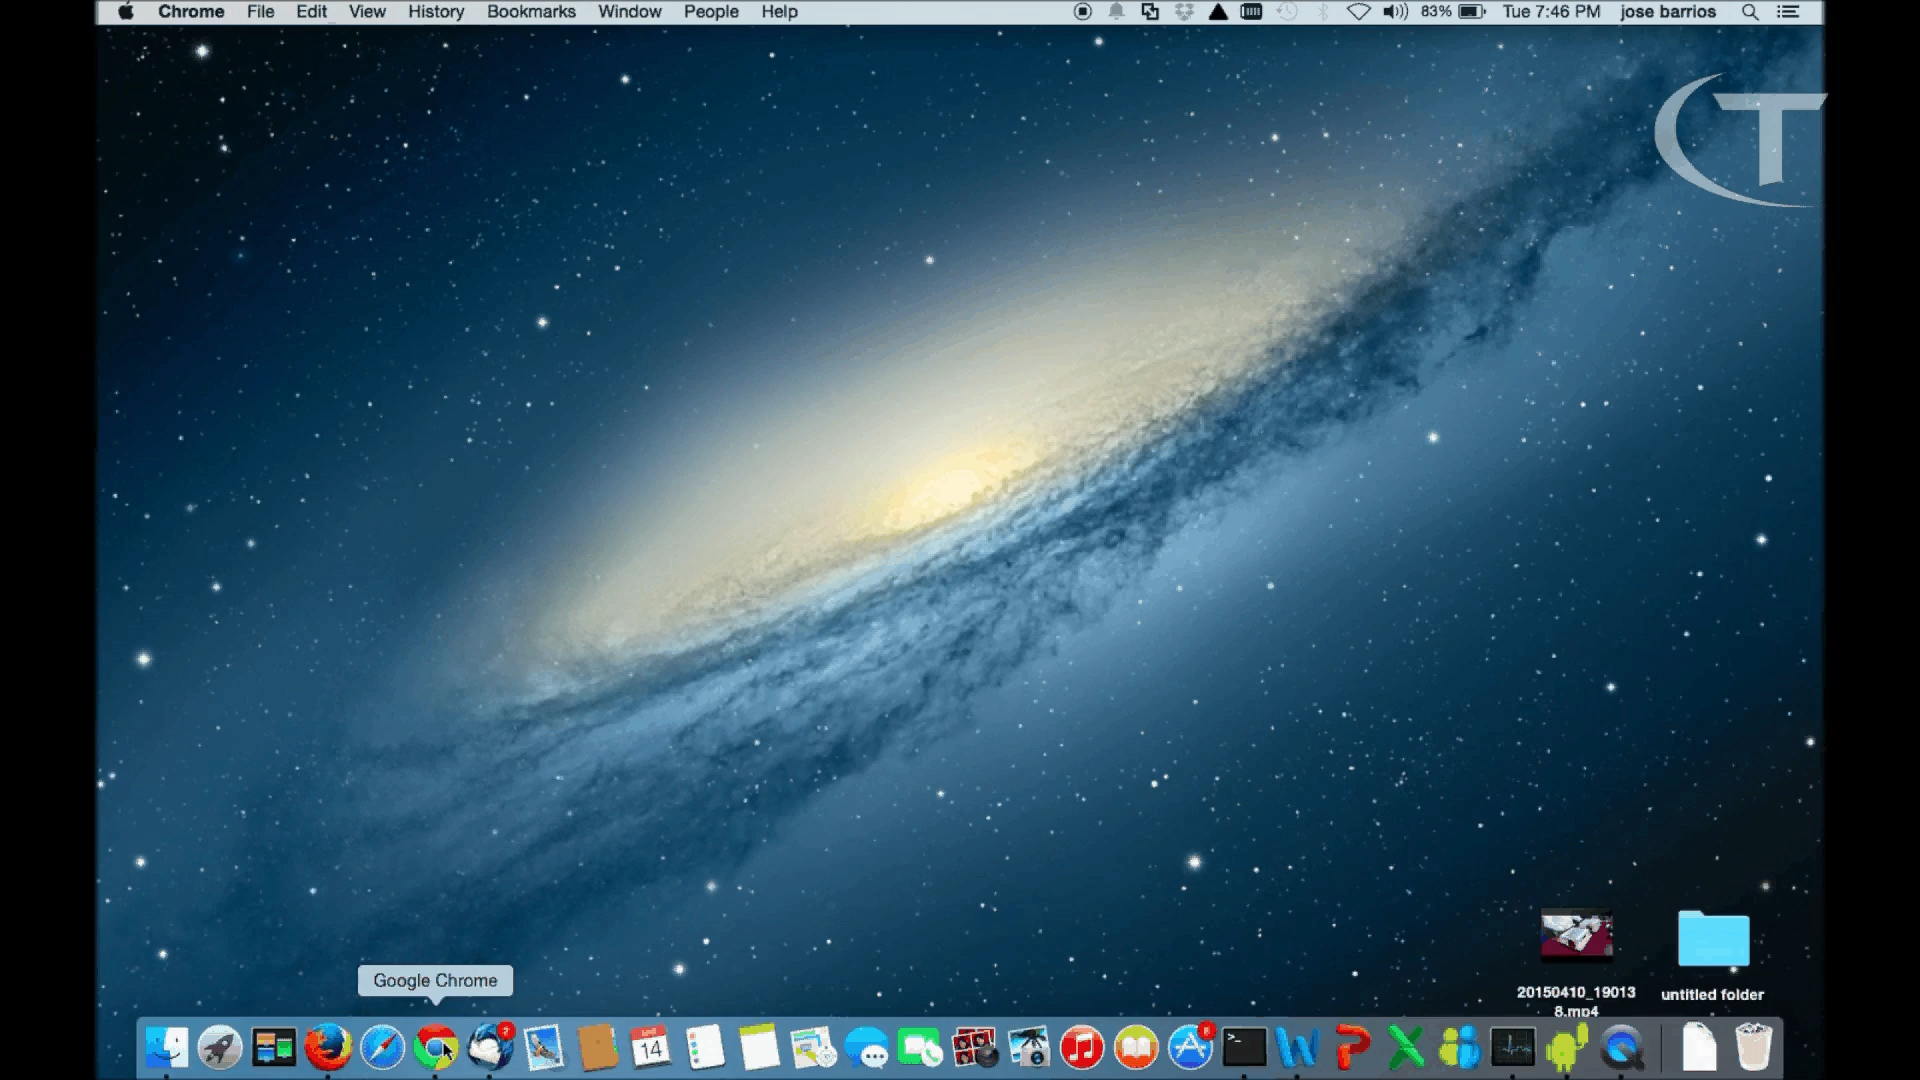 Chrome File Edit View History Bookmarks Window People Help 83% Tue 7:46 PM jose barrios
T
20150410_19013
8.mp4
untitled folder
Google Chrome
14